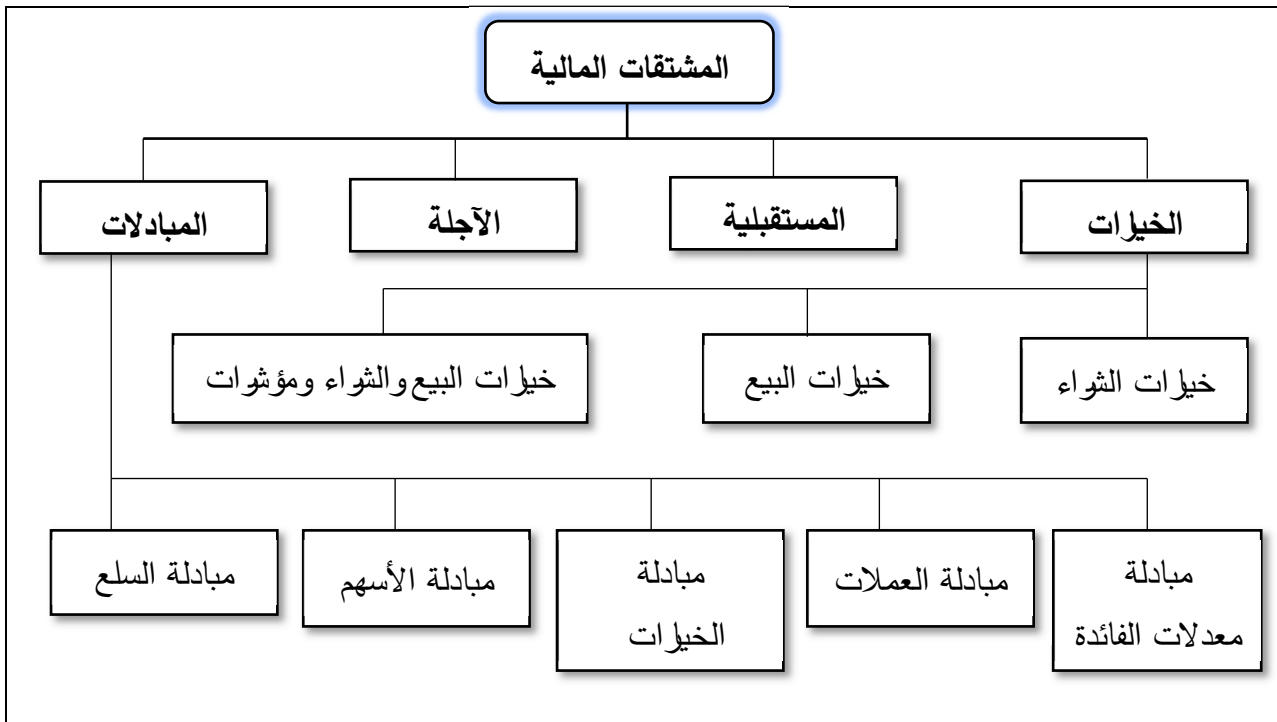 المشتقات المالية
الخيارات
المستقبلية
الآجلة
المبادلات
خيارات الشراء
خيارات البيع
خيارات البيع والشراء ومؤشرات
مبادلة
معدلات الفائدة
مبادلة العملات
مبادلة
الخيارات
مبادلة الأسهم
مبادلة السلع